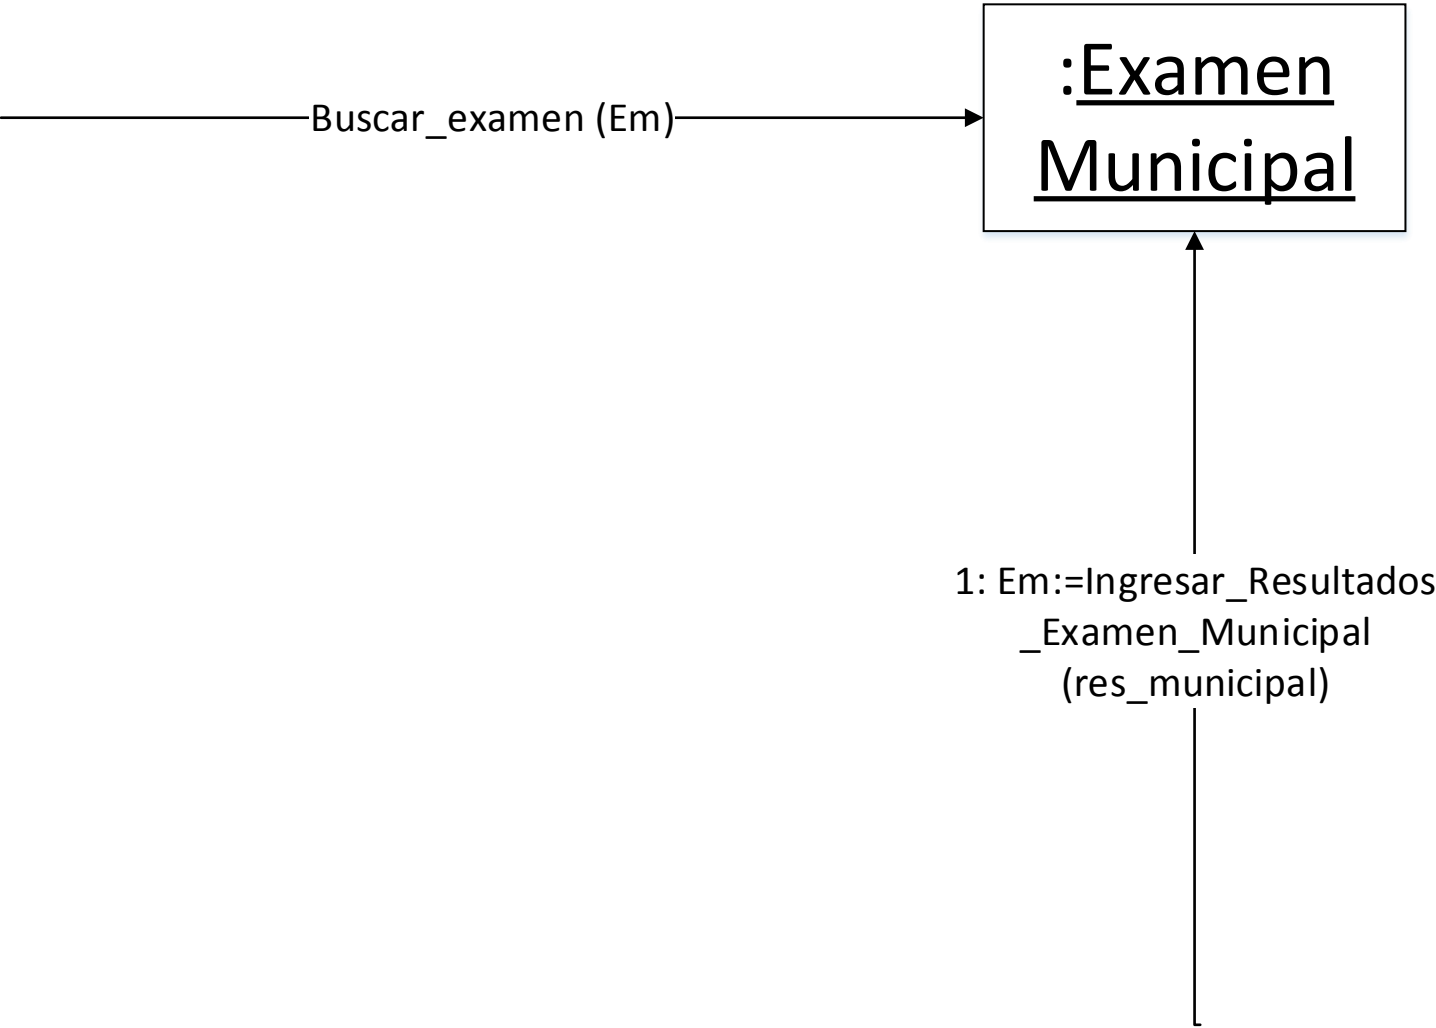 :Examen
Municipal
Buscar_examen (Em)
1: Em:=Ingresar_Resultados
_Examen_Municipal
(res_municipal)